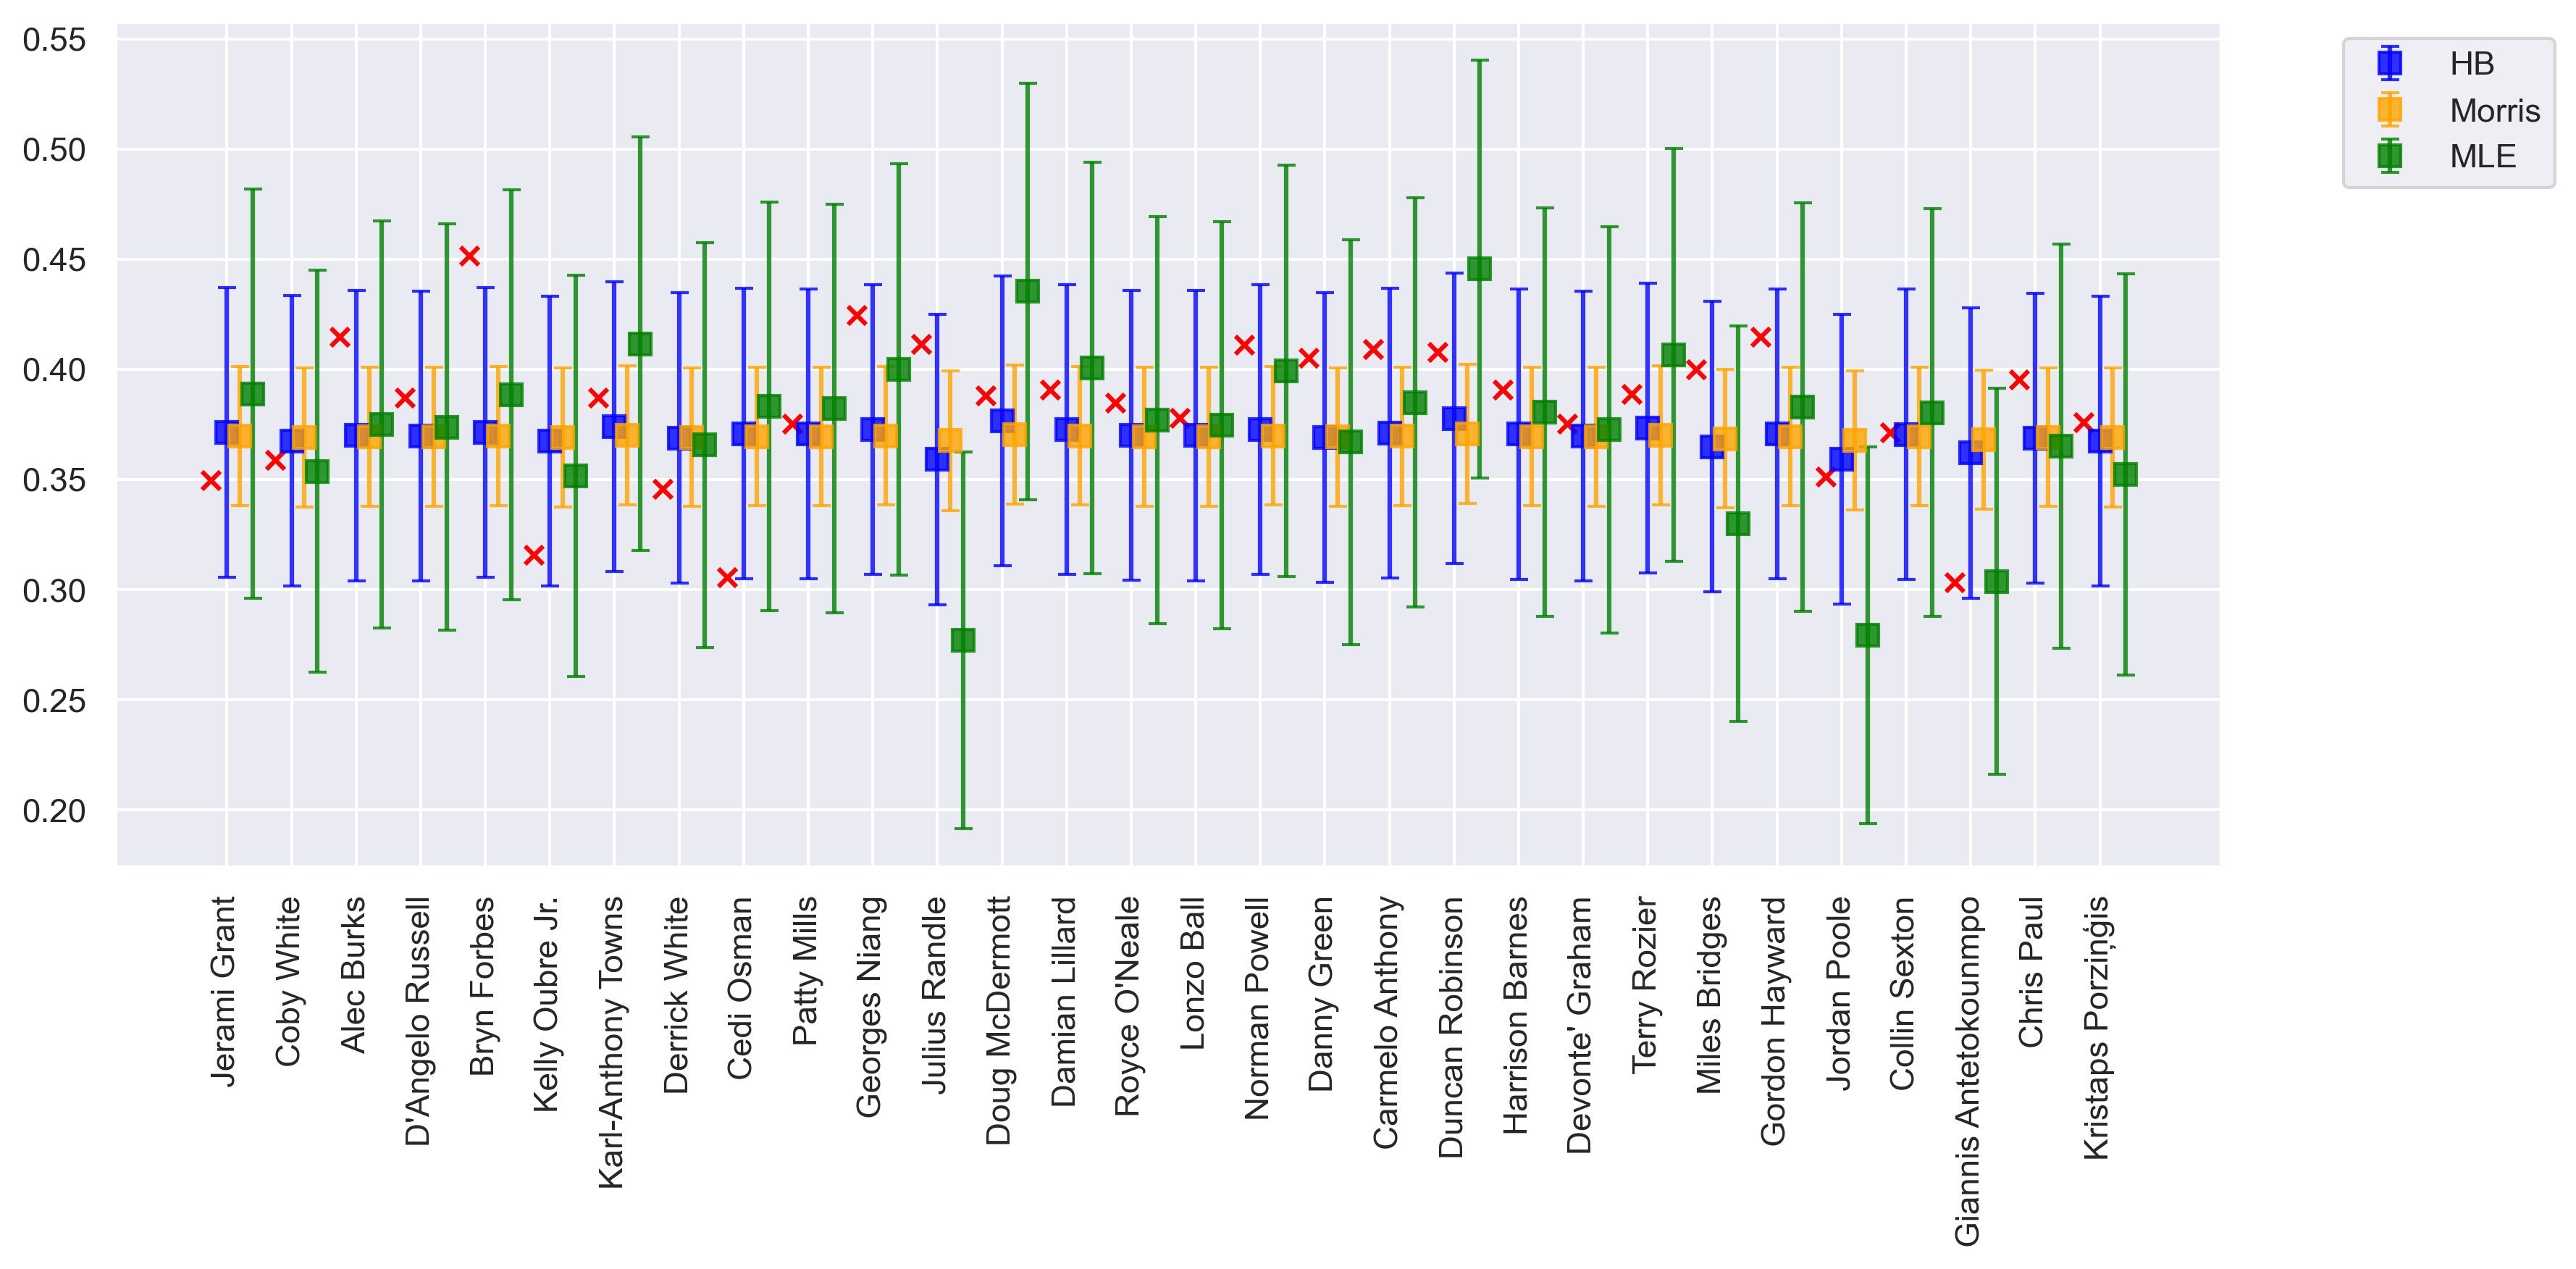 0.55
0.50
0.45
0.40
0.35
0.30
0.25
0.20
HB
Morris
MLE
Jerami Grant
Coby White
Alec Burks
D'Angelo Russell
Bryn Forbes
Kelly Oubre Jr.
Karl-Anthony Towns
Derrick White
Cedi Osman
Patty Mills
Georges Niang
Julius Randle
Doug McDermott
Damian Lillard
Royce O'Neale
Lonzo Ball
Norman Powell
Danny Green
Carmelo Anthony
Duncan Robinson
Harrison Barnes
Devonte' Graham
Terry Rozier
Miles Bridges
Gordon Hayward
Jordan Poole
Collin Sexton
Giannis Antetokounmpo
Chris Paul
Kristaps Porziņģis